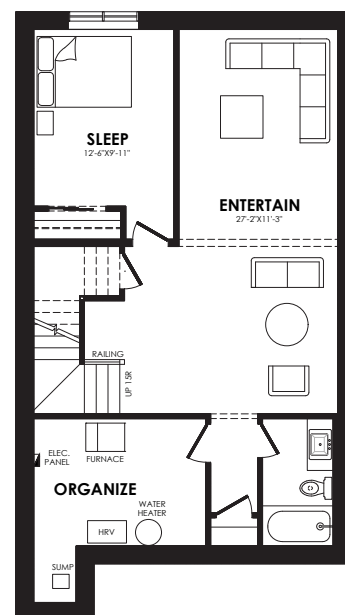 SLEEP
12'-6"X9'-11"
ENTERTAIN
27'-2"X11'-3"
RAILING
UP 15R
ELEC.
PANEL
FURNACE
ORGANIZE
WATER
HEATER
HRV
SUMP